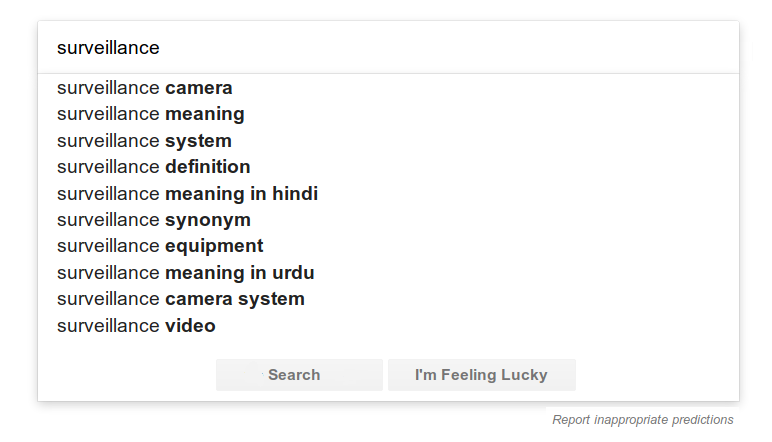 surveillance
surveillance camera
surveillance meaning
surveillance system
surveillance definition
surveillance meaning in hindi
surveillance synonym
surveillance equipment
surveillance meaning in urdu
surveillance camera system
surveillance video
Search I'm Feeling Lucky
Report inappropriate predictions